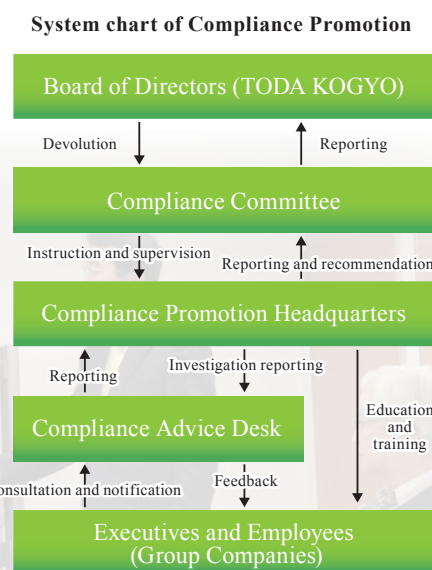 System chart of Compliance Promotion
Board of Directors (TODA KOGYO)
Devolution
Reporting
Compliance Committee
Instruction and supervision
Reporting and recommendation
Compliance Promotion Headquarters
Reporting
Investigation reporting
Education
and
training
Compliance Advice Desk
onsultation and notification
Feedback
Executives and Employees
(Group Companies)